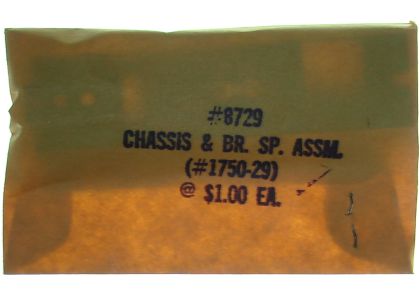 #8729
CHASSIS & BR. SP. ASSM.
(#1750-29)
@ $1.00 EA.